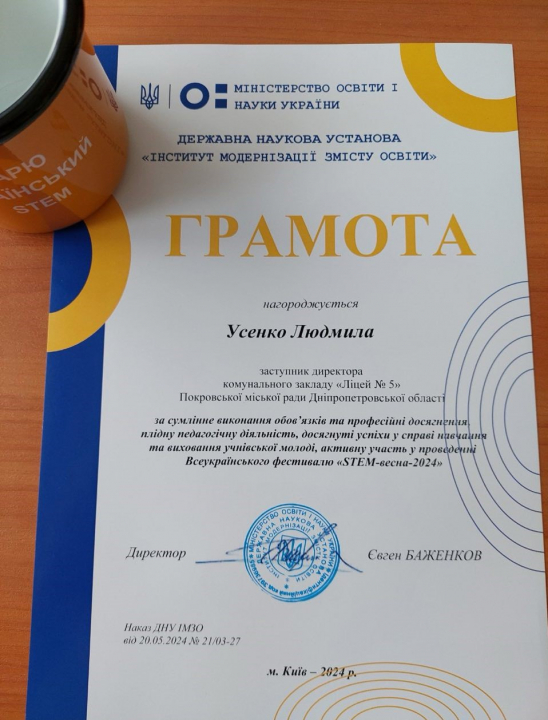 МІНІСТЕРСТВО ОСВІТИ І
НАУКИ УКРАЇНИ
ДЕРЖАВНА НАУКОВА УСТАНОВА
«ІНСТИТУТ МОДЕРНІЗАЦІЇ ЗМІСТУ ОСВІТИ»
STEM
ГРАМОТА
нагороджується
Усенко Людмила
заступник директора
комунального закладу «Ліцей № 5»
Покровської міської ради Дніпропетровської області
за сумлінне виконання обов’язків та професійні досягнення,
плідну педагогічну діяльність, досягнуті успіхи у справі навчання
та виховання учнівської молоді, активну участь у проведенні
Всеукраїнського фестивалю «STEM-весна-2024»
Директор
Євген БАЖЕНКОВ
Наказ ДНУ ІМЗО
від 20.05.2024 № 21/03-27
м. Київ – 2024 р.